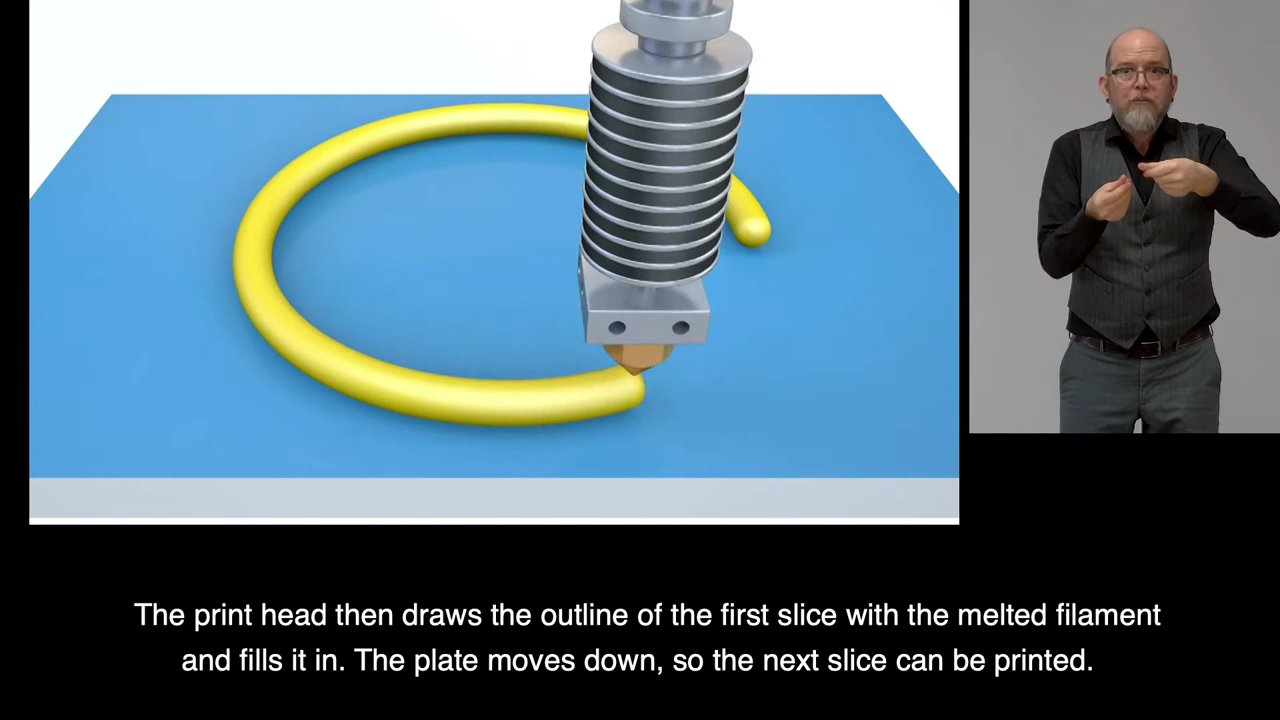 The print head then draws the outline of the first slice with the melted filament
and fills it in. The plate moves down, so the next slice can be printed.